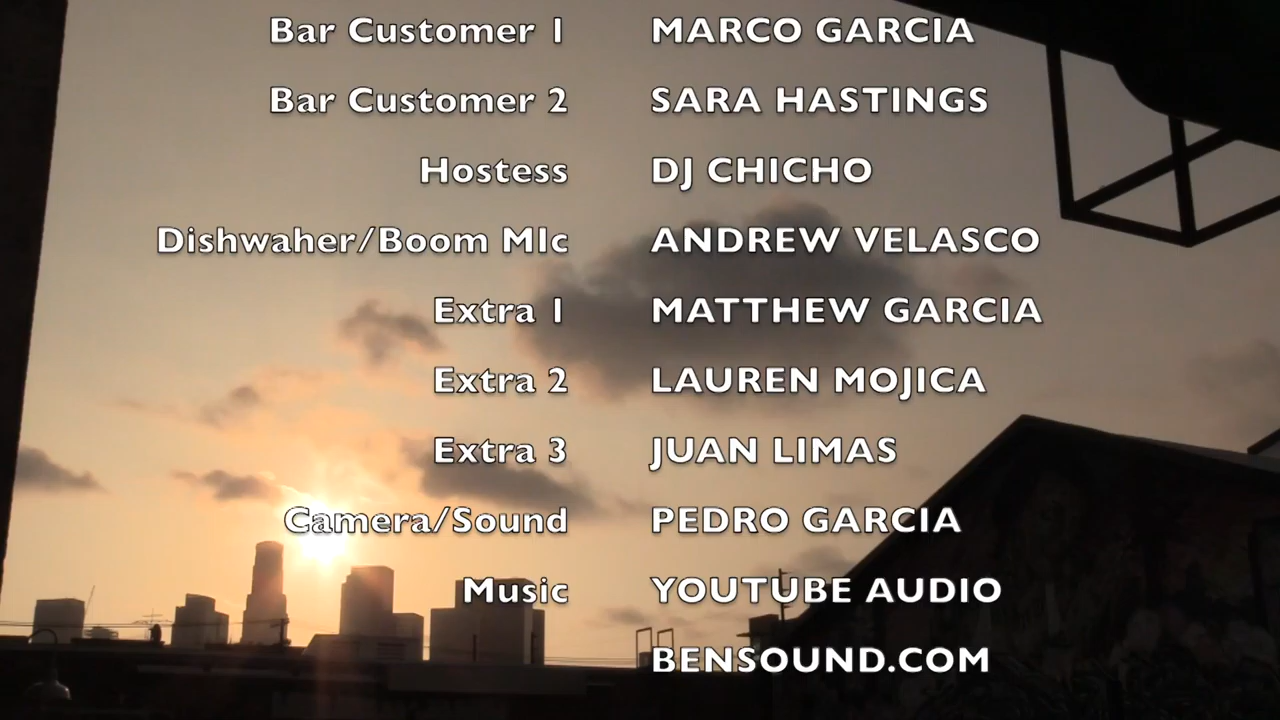 Bar Customer 1 MARCO GARCIA
Bar Customer 2 SARA HASTINGS
Hostess DJ CHICHO
Dishwaher/Boom MIc ANDREW VELASCO
Extra 1 MATTHEW GARCIA
Extra 2 LAUREN MOJICA
Extra 3 JUAN LIMAS
Camera/Sound PEDRO GARCIA
Music YOUTUBE AUDIO
BENSOUND.COM